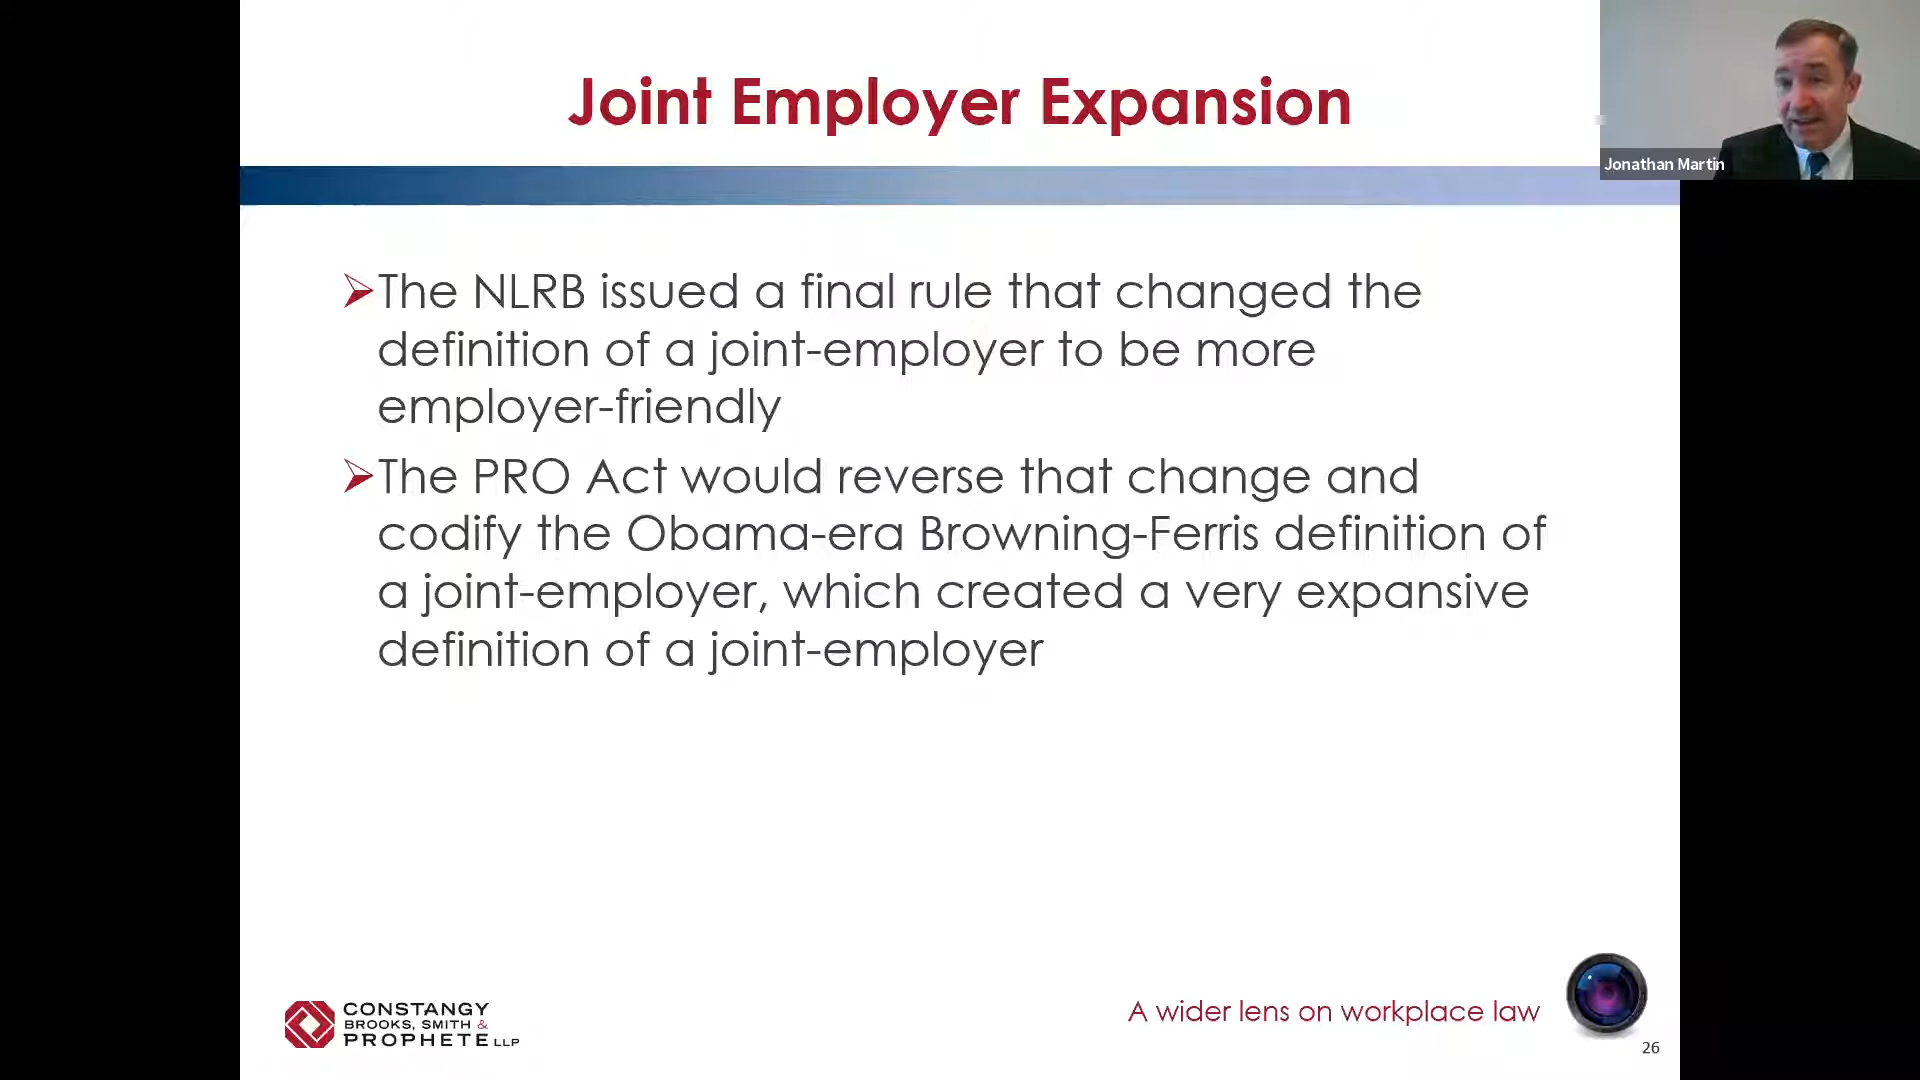 Joint Employer Expansion
Jonathan Martin
The NLRB issued a final rule that changed the
definition of a joint-employer to be more
employer-friendly
The PRO Act would reverse that change and
codify the Obama-era Browning-Ferris definition of
a joint-employer, which created a very expansive
definition of a joint-employer
CONSTANGY
BROOKS, SMITH &
PROPHETE LLP
A wider lens on workplace law
26